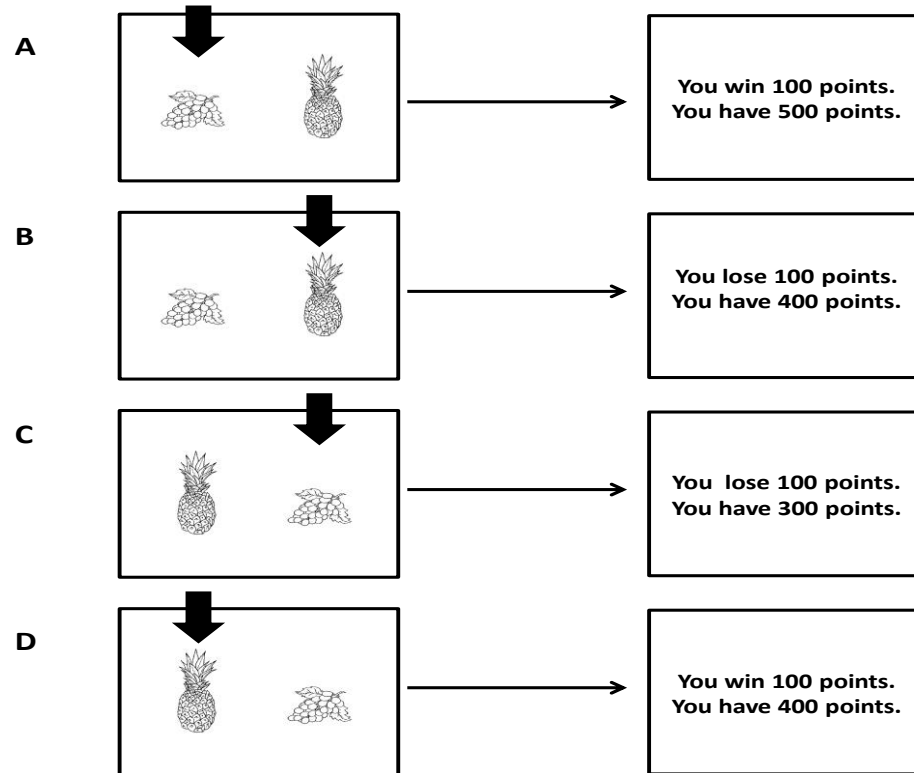 A
You win 100 points.
You have 500 points.
B
You lose 100 points.
You have 400 points.
C
You  lose 100 points.
You have 300 points.
D
You win 100 points.
You have 400 points.